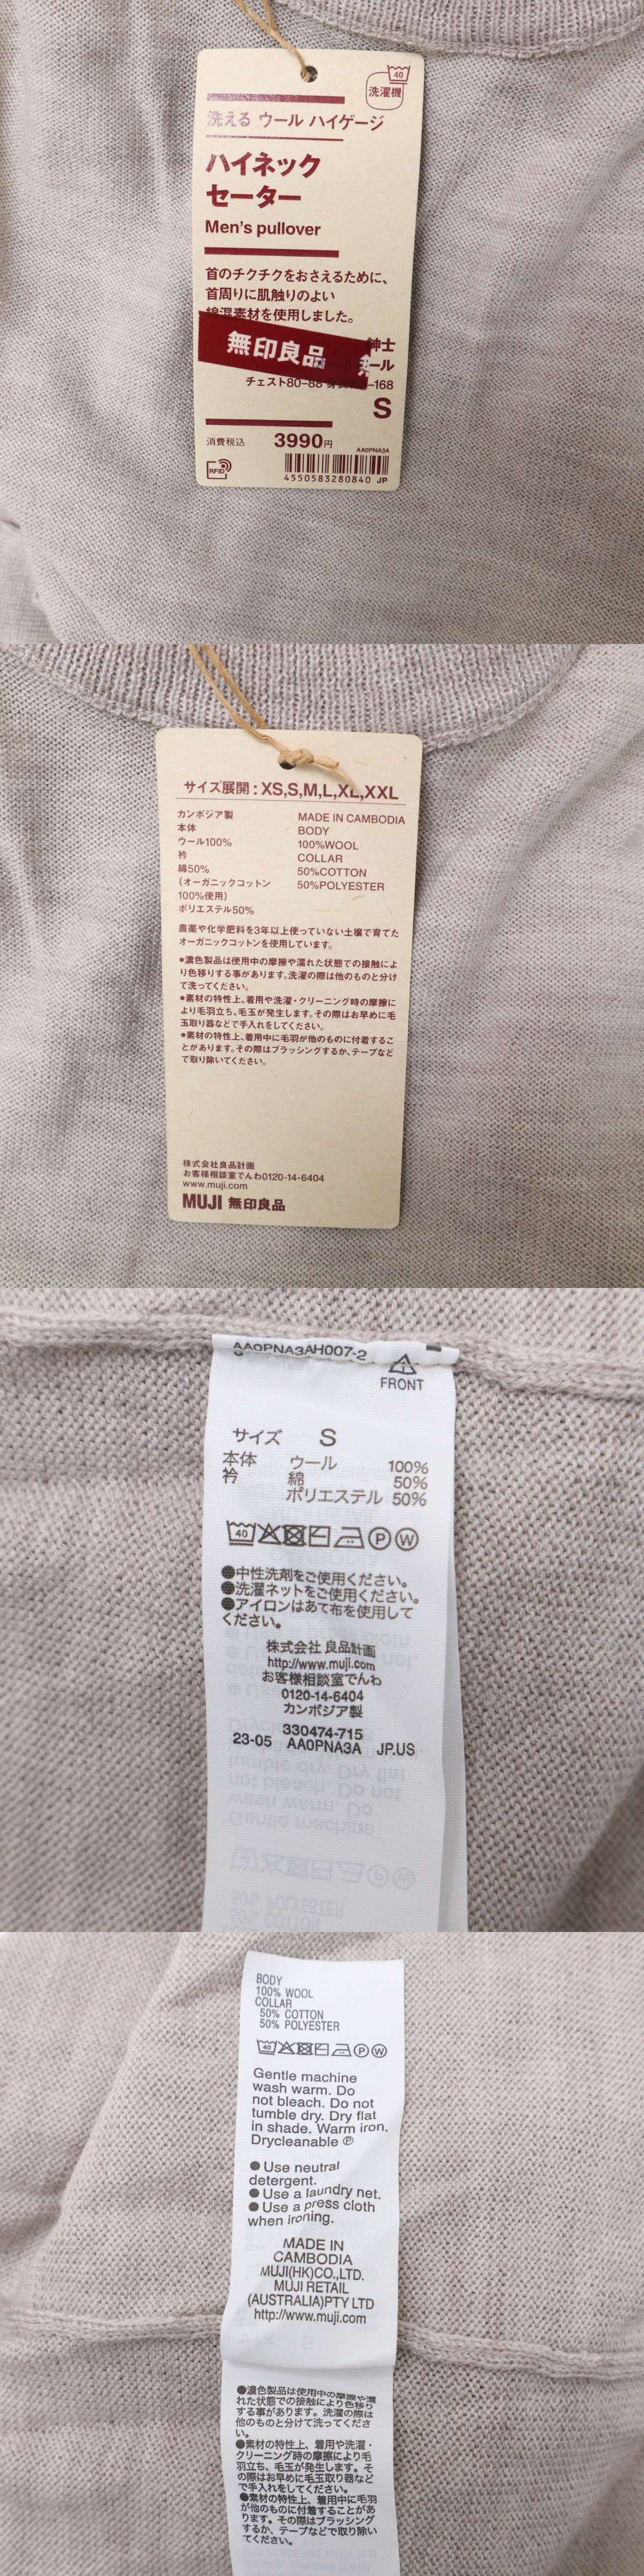 40
洗濯機
洗える ウール ハイゲージ
ハイネック
セーター
Men's pullover
首のチクチクをおさえるために、
首周りに肌触りのよい
綿混素材を使用しました。
無印良品
紳士
チェスト80–88
–168
S
消費税込 3990円
AA0PNA3A
RFID
4550583280840 JP
サイズ展開:XS,S,M,L,XL,XXL
カンボジア製
本体
ウール100%
衿
綿50%
(オーガニックコットン
100%使用)
ポリエステル50%
MADE IN CAMBODIA
BODY
100%WOOL
COLLAR
50%COTTON
50%POLYESTER
農薬や化学肥料を3年以上使っていない土壌で育てた
オーガニックコットンを使用しています。
●濃色製品は使用中の摩擦や濡れた状態での接触によ
り色移りする事があります。洗濯の際は他のものと分け
て洗ってください。
●素材の特性上、着用や洗濯・クリーニング時の摩擦に
より毛羽立ち、毛玉が発生します。その際はお早めに毛
玉取り器などで手入れをしてください。
●素材の特性上、着用中に毛羽が他のものに付着するこ
とがあります。その際はブラッシングするか、テープなど
で取り除いてください。
株式会社良品計画
お客様相談室でんわ0120-14-6404
www.muji.com
MUJI 無印良品
AA0PNA3AH007-2
FRONT
サイズ S
本体 ウール 100%
衿 綿 50%
ポリエステル 50%
40 P W
●中性洗剤をご使用ください。
●洗濯ネットをご使用ください。
●アイロンはあて布を使用して
ください。
株式会社 良品計画
http://www.muji.com
お客様相談室でんわ
0120-14-6404
カンボジア製
330474-715
23-05 AA0PNA3A JP.US
BODY
100% WOOL
COLLAR
50% COTTON
50% POLYESTER
40 P W
Gentle machine
wash warm. Do
not bleach. Do not
tumble dry. Dry flat
in shade. Warm iron.
Drycleanable Ⓟ
● Use neutral
detergent.
● Use a laundry net.
● Use a press cloth
when ironing.
MADE IN
CAMBODIA
MUJI(HK)CO.,LTD.
MUJI RETAIL
(AUSTRALIA)PTY LTD
http://www.muji.com
●濃色製品は使用中の摩擦や濡
れた状態での接触により色移り
する事があります。洗濯の際は
他のものと分けて洗ってくださ
い。
●素材の特性上、着用や洗濯・
クリーニング時の摩擦により毛
羽立ち、毛玉が発生します。そ
の際はお早めに毛玉取り器など
で手入れをしてください。
●素材の特性上、着用中に毛羽
が他のものに付着することがあ
ります。その際はブラッシング
するか、テープなどで取り除い
てください。